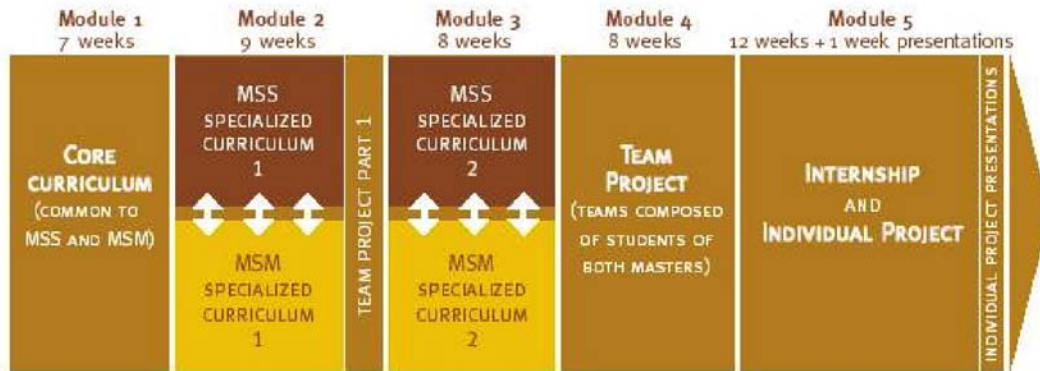 Module 1
7 weeks
Module 2
9 weeks
Module 3
8 weeks
Module 4
8 weeks
Module 5
12 weeks + 1 week presentations
CORE
CURRICULUM
(COMMON TO
MSS AND MSM)
MSS
SPECIALIZED
CURRICULUM
1
MSM
SPECIALIZED
CURRICULUM
1
TEAM PROJECT PART 1
MSS
SPECIALIZED
CURRICULUM
2
MSM
SPECIALIZED
CURRICULUM
2
TEAM
PROJECT
(TEAMS COMPOSED
OF STUDENTS OF
BOTH MASTERS)
INTERNSHIP
AND
INDIVIDUAL PROJECT
INDIVIDUAL PROJECT PRESENTATIONS